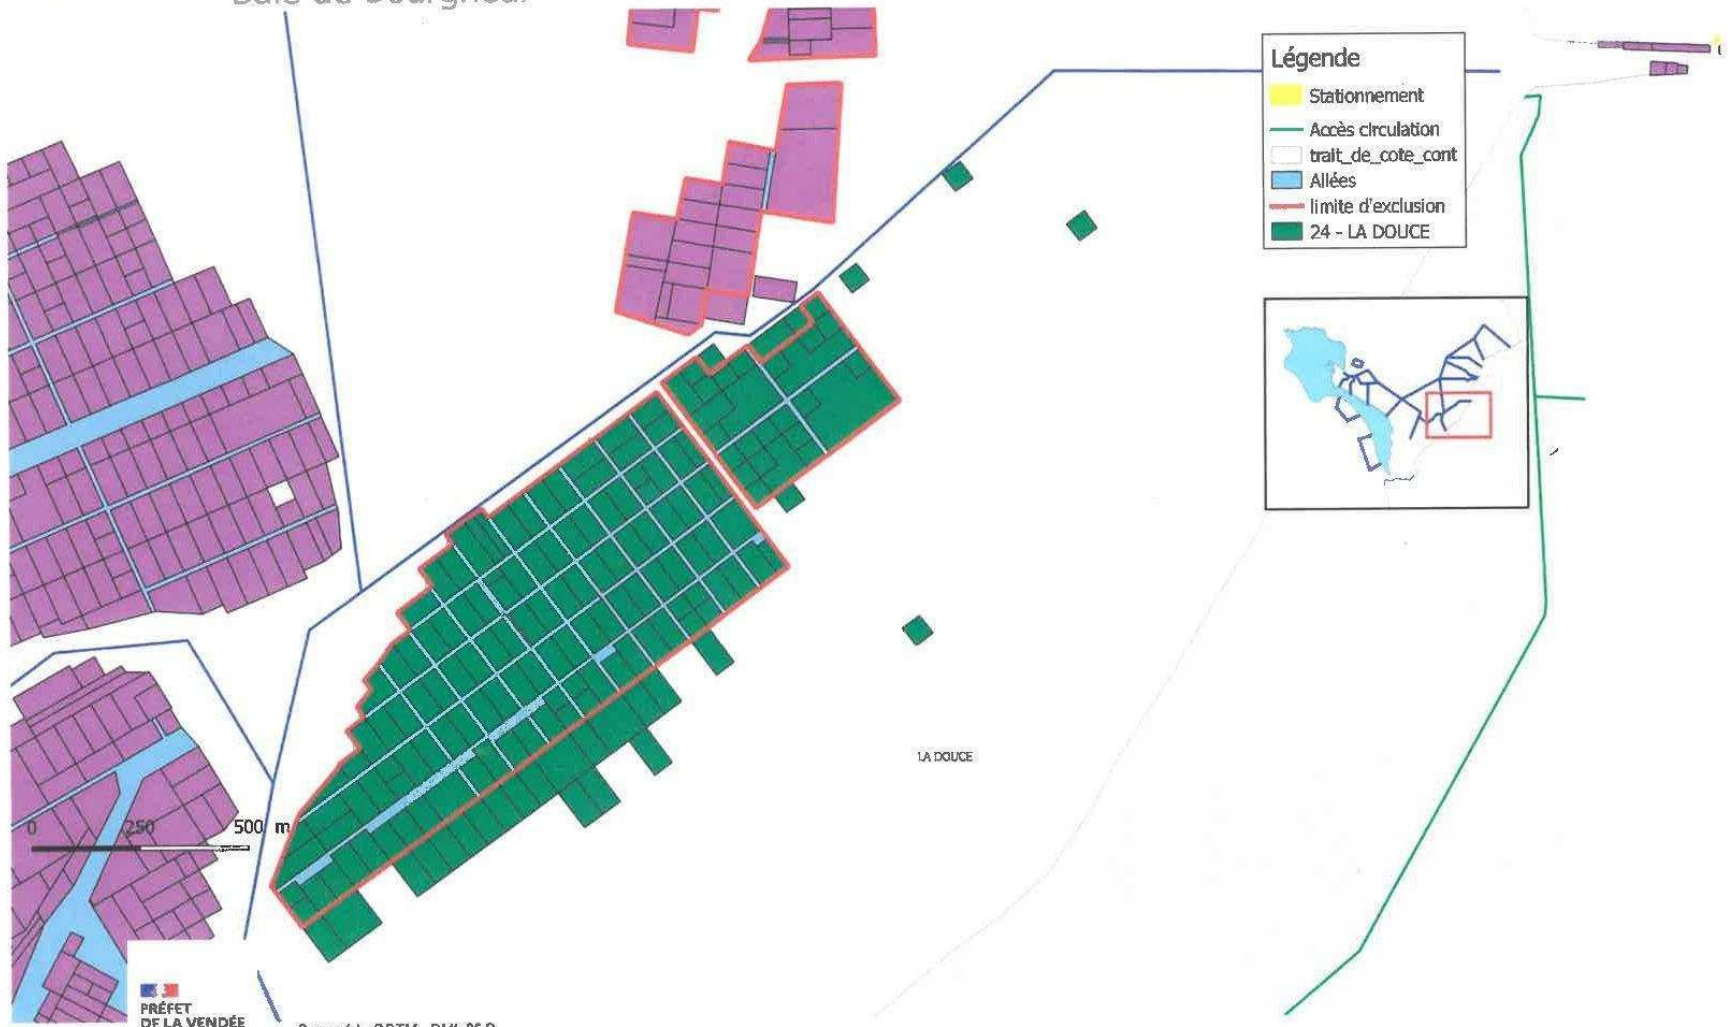 Légende
Stationnement
Accès circulation
trait_de_cote_cont
Allées
limite d'exclusion
24 - LA DOUCE
LA DOUCE
0 250 500 m
PRÉFET
DE LA VENDÉE